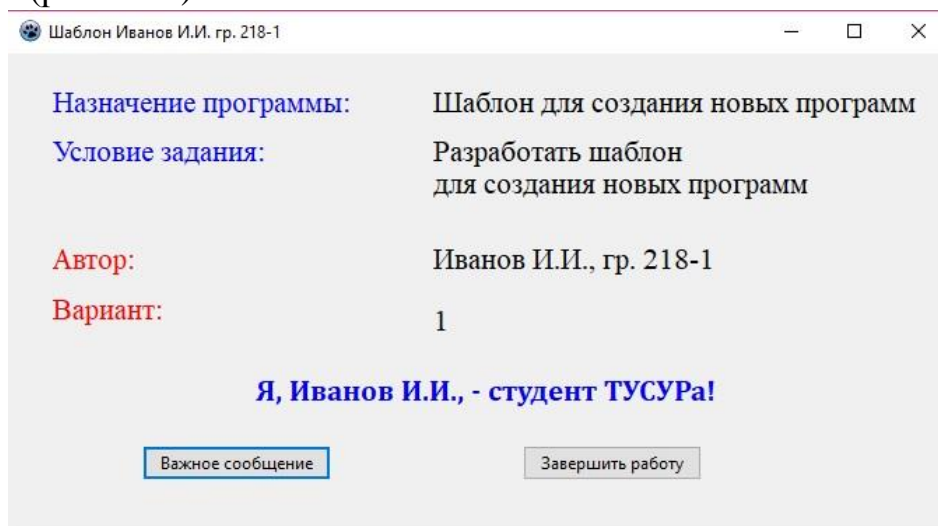 Шаблон Иванов И.И. гр. 218-1
Назначение программы: Шаблон для создания новых программ
Условие задания: Разработать шаблон
для создания новых программ
Автор: Иванов И.И., гр. 218-1
Вариант: 1
Я, Иванов И.И., - студент ТУСУРа!
Важное сообщение Завершить работу